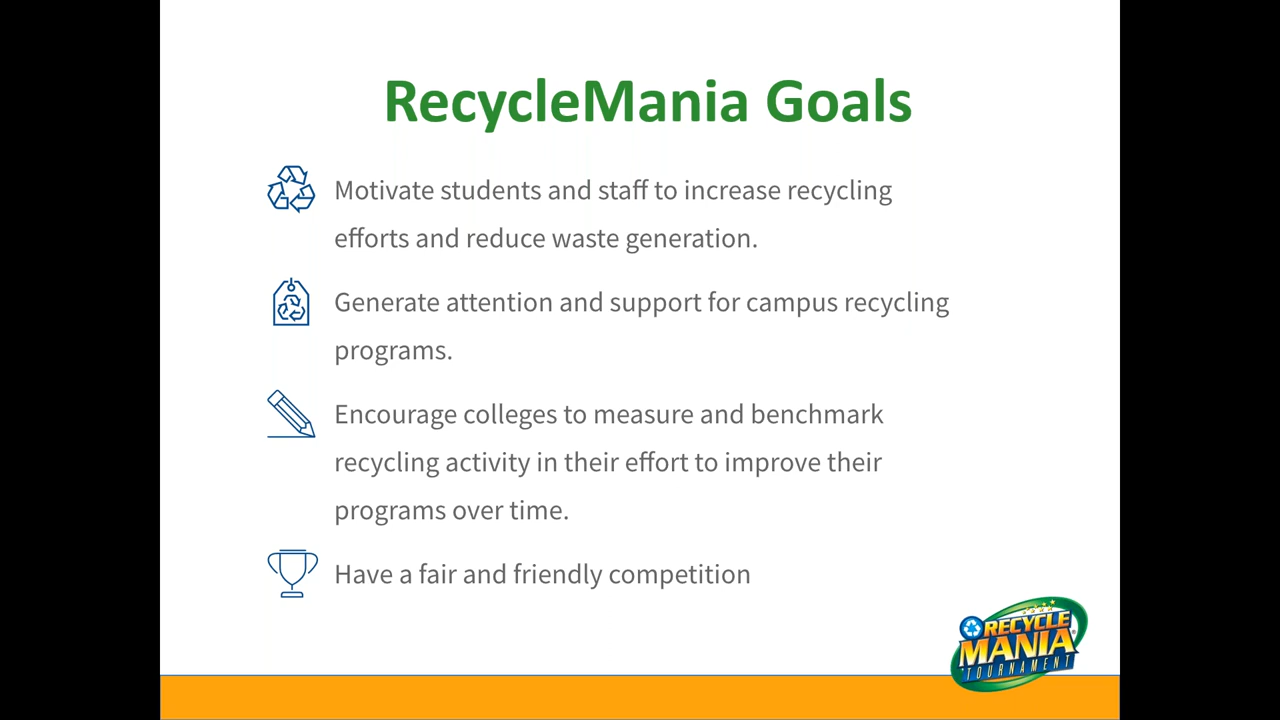 RecycleMania Goals
Motivate students and staff to increase recycling
efforts and reduce waste generation.
Generate attention and support for campus recycling
programs.
Encourage colleges to measure and benchmark
recycling activity in their effort to improve their
programs over time.
Have a fair and friendly competition
RECYCLE
MANIA
TOURNAMENT